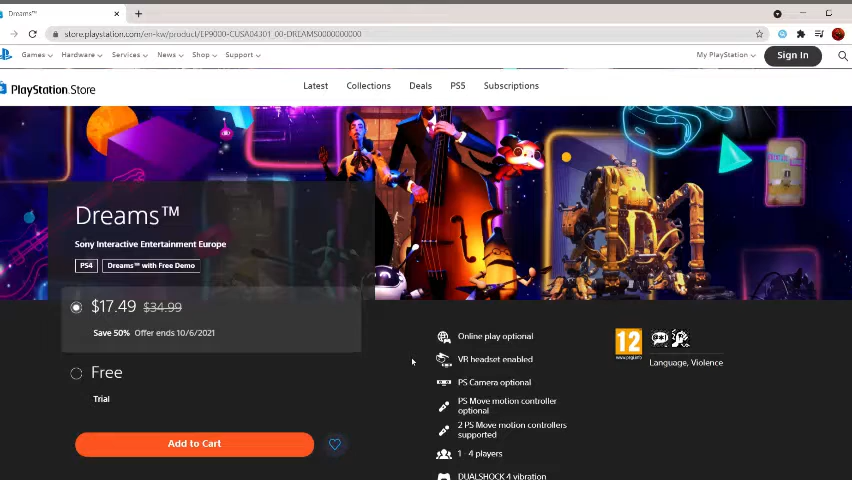 Dreams™
store.playstation.com/en-kw/product/EP9000-CUSA04301_00-DREAMS0000000000
Games
Hardware
Services
News
Shop
Support
My PlayStation
Sign In
PlayStation.Store
Latest
Collections
Deals
PS5
Subscriptions
Dreams™
Sony Interactive Entertainment Europe
PS4
Dreams™ with Free Demo
$17.49 $34.99
Save 50% Offer ends 10/6/2021
Free
Trial
Add to Cart
Online play optional
VR headset enabled
PS Camera optional
PS Move motion controller
optional
2 PS Move motion controllers
supported
1 - 4 players
DUALSHOCK 4 vibration
12
www.pegi.info
Language, Violence